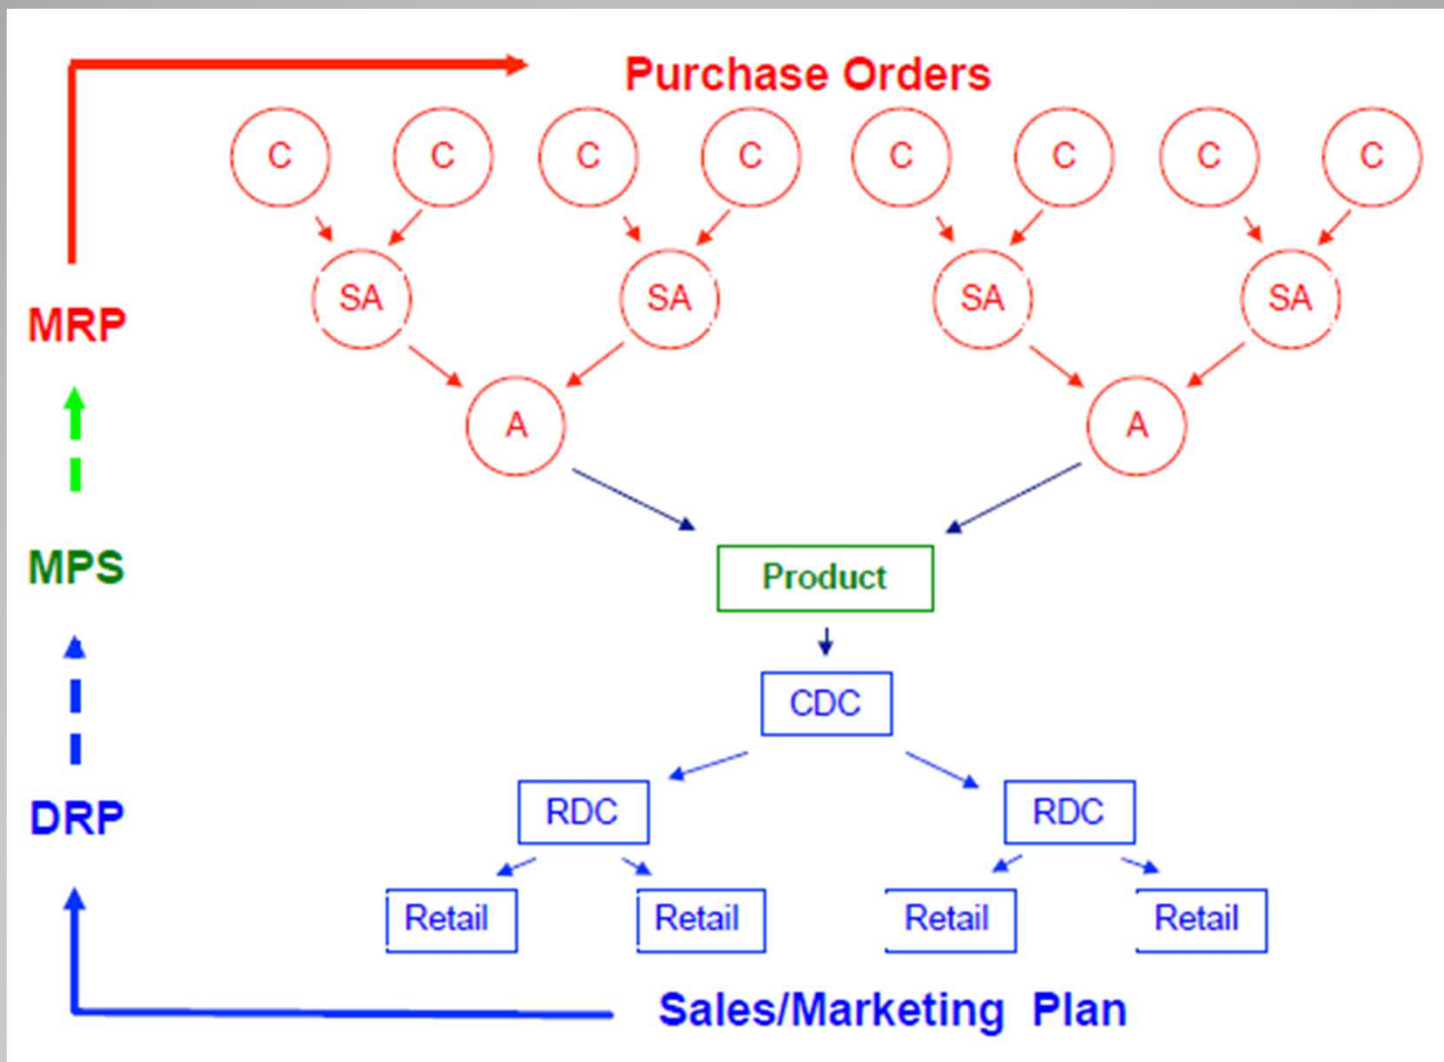 Purchase Orders
C C C C C C C C
SA SA SA SA
MRP
A A
MPS
Product
CDC
DRP
RDC RDC
Retail Retail Retail Retail
Sales/Marketing Plan